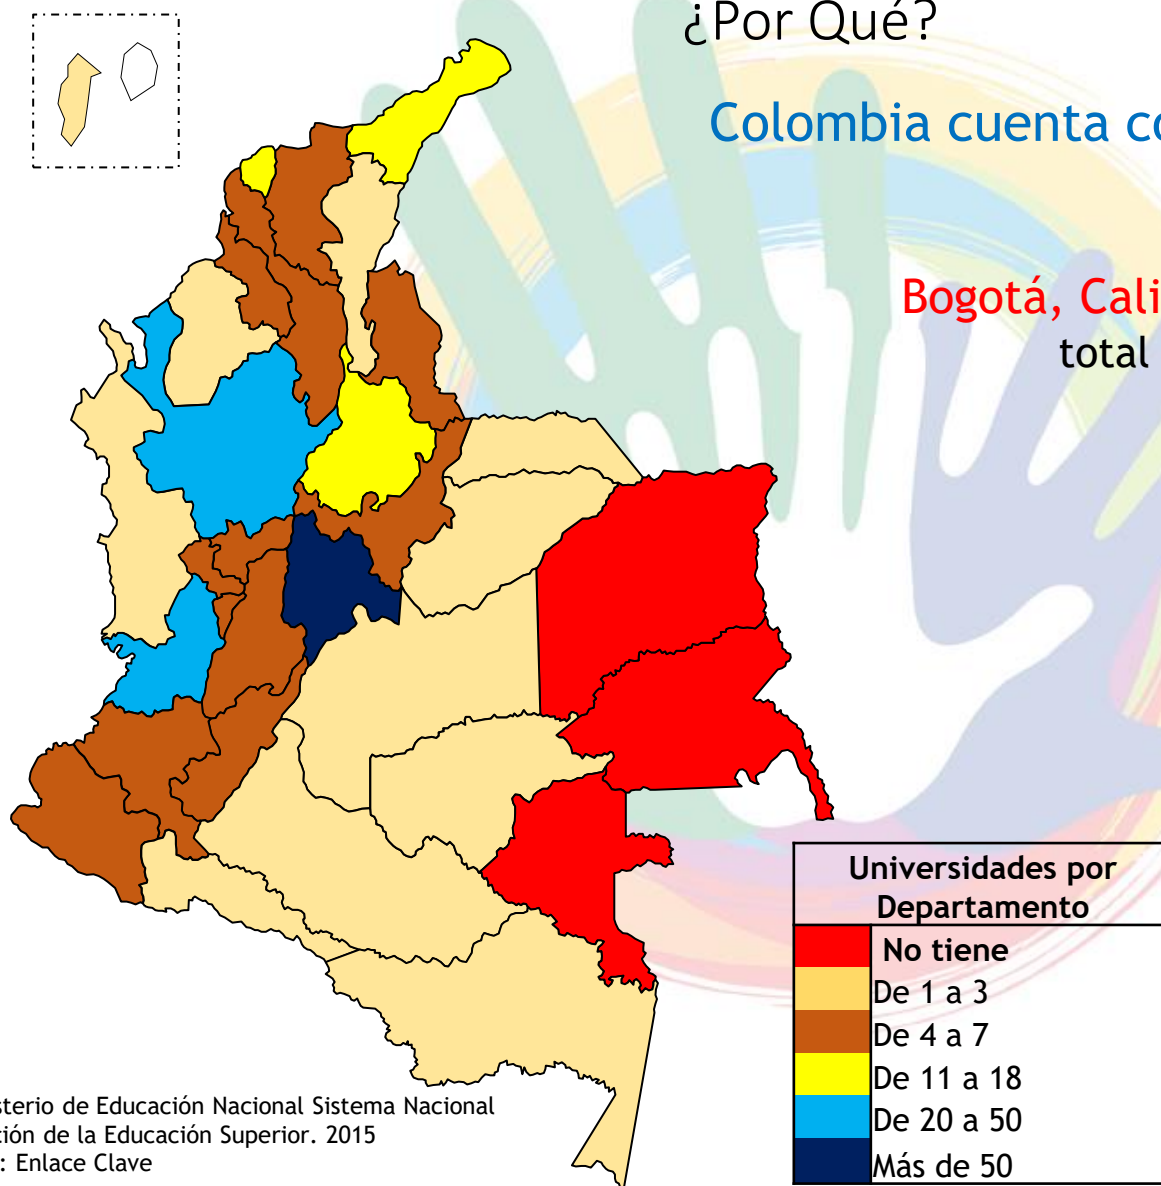 ¿Por Qué?
Colombia cuenta co
Bogotá, Cali
total
Universidades por
Departamento
No tiene
De 1 a 3
De 4 a 7
De 11 a 18
De 20 a 50
Más de 50
sterio de Educación Nacional Sistema Nacional
ción de la Educación Superior. 2015
: Enlace Clave